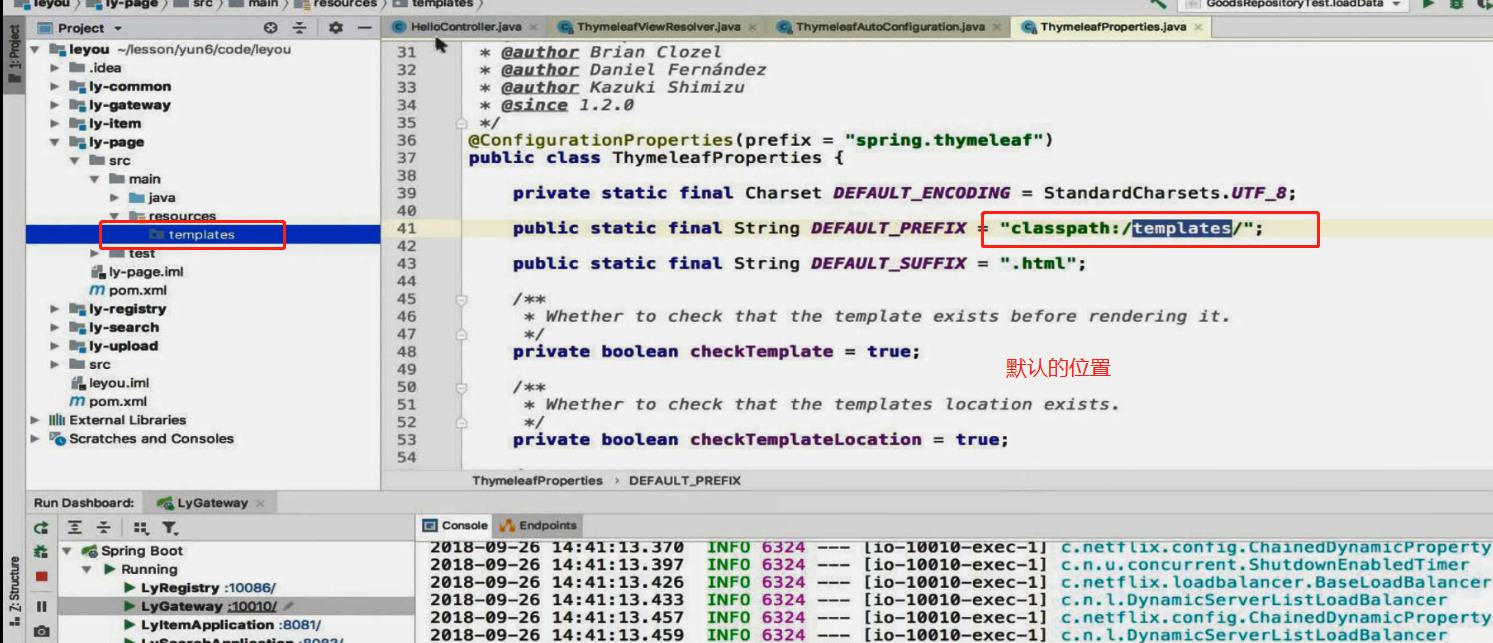 leyou ly-page src main resources templates
GoodsRepositoryTest.loadData
1: Project
Project
HelloController.java
ThymeleafViewResolver.java
ThymeleafAutoConfiguration.java
ThymeleafProperties.java
leyou ~/lesson/yun6/code/leyou
.idea
ly-common
ly-gateway
ly-item
ly-page
src
main
java
resources
templates
test
ly-page.iml
pom.xml
ly-registry
ly-search
ly-upload
src
leyou.iml
pom.xml
External Libraries
Scratches and Consoles
31 * @author Brian Clozel
32 * @author Daniel Fernández
33 * @author Kazuki Shimizu
34 * @since 1.2.0
35 */
36 @ConfigurationProperties(prefix = "spring.thymeleaf")
37 public class ThymeleafProperties {
38
39 private static final Charset DEFAULT_ENCODING = StandardCharsets.UTF_8;
40
41 public static final String DEFAULT_PREFIX = "classpath:/templates/";
42
43 public static final String DEFAULT_SUFFIX = ".html";
44
45 /**
46 * Whether to check that the template exists before rendering it.
47 */
48 private boolean checkTemplate = true;
49
默认的位置
50 /**
51 * Whether to check that the templates location exists.
52 */
53 private boolean checkTemplateLocation = true;
54
ThymeleafProperties › DEFAULT_PREFIX
Run Dashboard:
LyGateway
Console
Endpoints
Z: Structure
Spring Boot
Running
LyRegistry :10086/
LyGateway :10010/
LyItemApplication :8081/
LySearchApplication :8083/
2018-09-26 14:41:13.370 INFO 6324 --- [io-10010-exec-1] c.netflix.config.ChainedDynamicProperty
2018-09-26 14:41:13.397 INFO 6324 --- [io-10010-exec-1] c.n.u.concurrent.ShutdownEnabledTimer
2018-09-26 14:41:13.426 INFO 6324 --- [io-10010-exec-1] c.netflix.loadbalancer.BaseLoadBalancer
2018-09-26 14:41:13.433 INFO 6324 --- [io-10010-exec-1] c.n.l.DynamicServerListLoadBalancer
2018-09-26 14:41:13.457 INFO 6324 --- [io-10010-exec-1] c.netflix.config.ChainedDynamicProperty
2018-09-26 14:41:13.459 INFO 6324 --- [io-10010-exec-1] c.n.l.DynamicServerListLoadBalancer